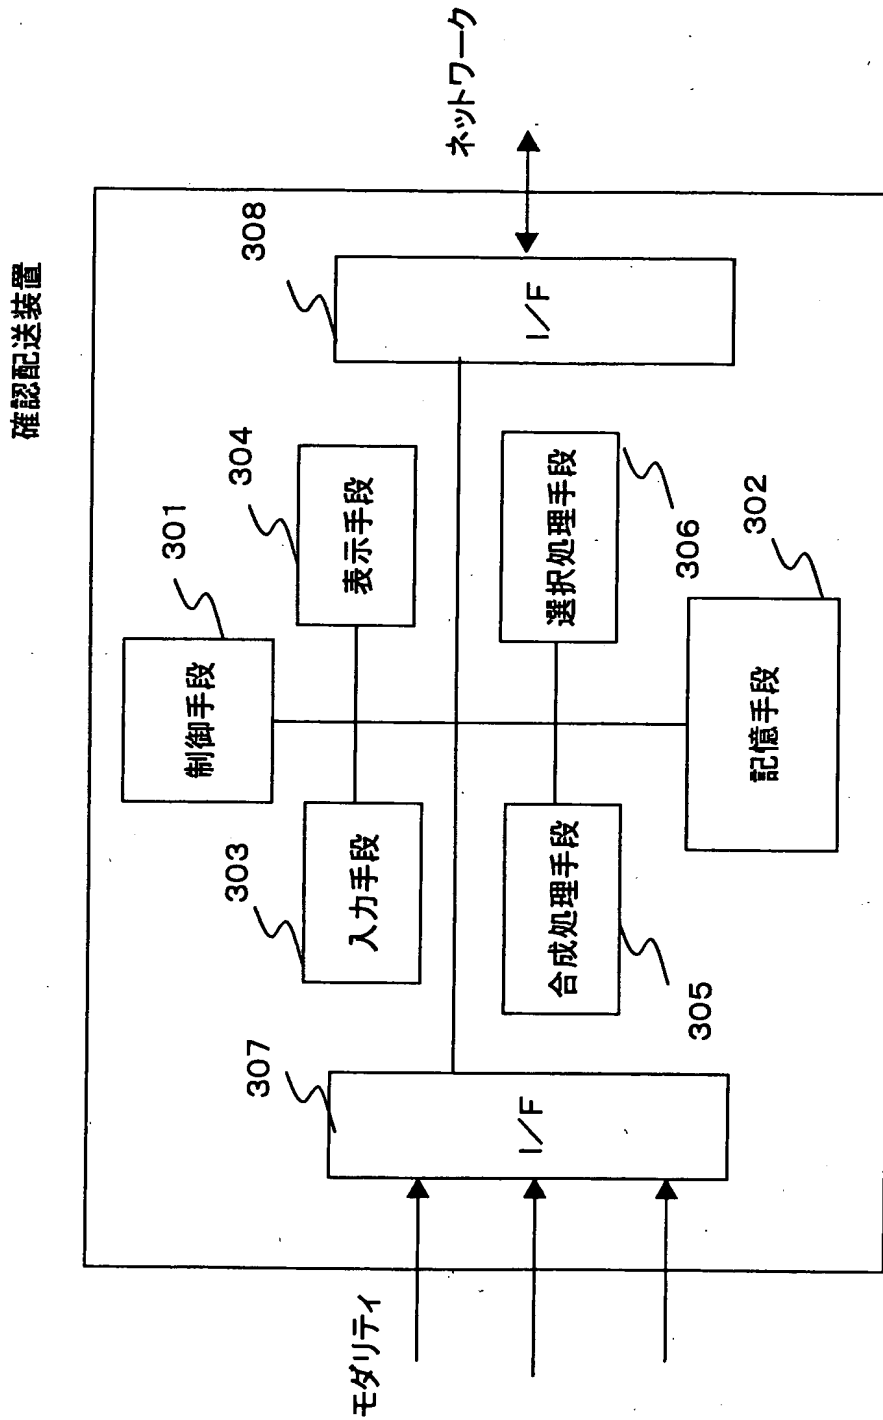 確認配送装置
モダリティ
307
I/F
303
入力手段
301
制御手段
304
表示手段
308
I/F
ネットワーク
合成処理手段
305
選択処理手段
306
記憶手段
302